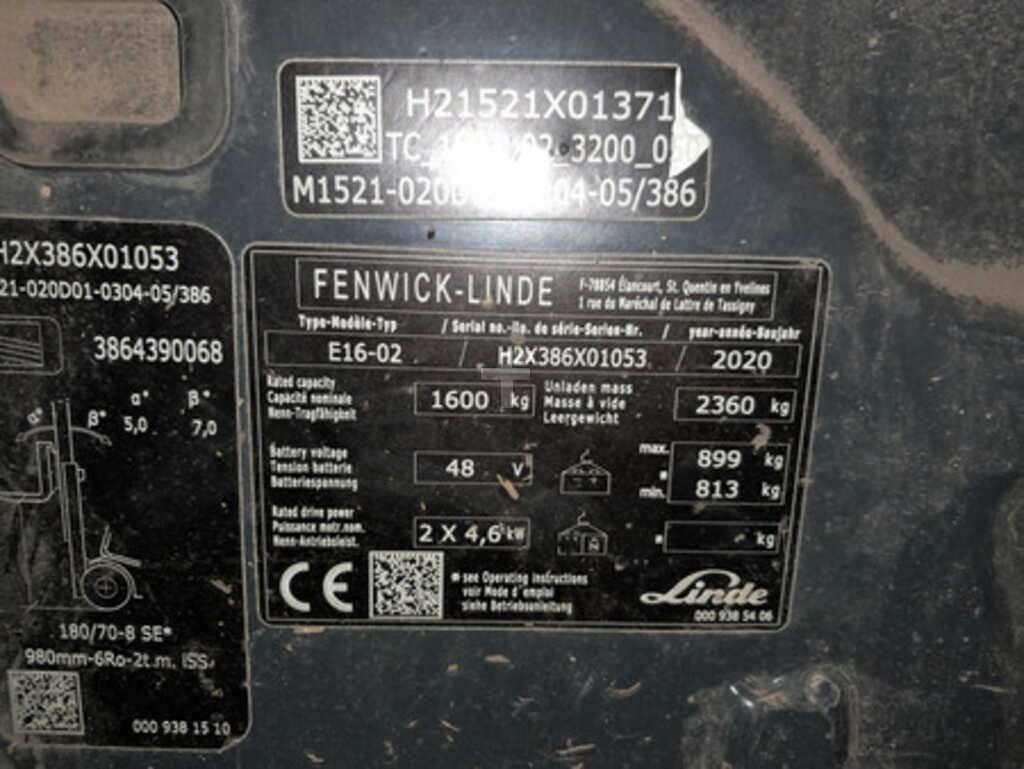 H21521X01371
3200
M1521-020D 04-05/386
H2X386X01053
21-020D01-0304-05/386
3864390068
α° β°
α° β° 5,0 7,0
180/70-8 SE*
980mm-6Ro-2t.m. iSS
000 938 15 10
FENWICK-LINDE
F-78854 Élancourt, St. Quentin en Yvelines
1 rue du Maréchal de Lattre de Tassigny
Type-Modèle-Typ / Serial no.-No. de série-Serien-Nr. / year-année-Baujahr
E16-02 / H2X386X01053 / 2020
Rated capacity
Capacité nominale
Nenn-Tragfähigkeit
1600 kg
Unladen mass
Masse à vide
Leergewicht
2360 kg
Battery voltage
Tension batterie
Batteriespannung
48 V
max. 899 kg
*
min. 813 kg
Rated drive power
Puissance motr. nom.
Nenn-Antriebsleist.
2 X 4,6 kW
* kg
CE
* see Operating instructions
voir Mode d'emploi
siehe Betriebsanleitung
Linde
000 938 54 06